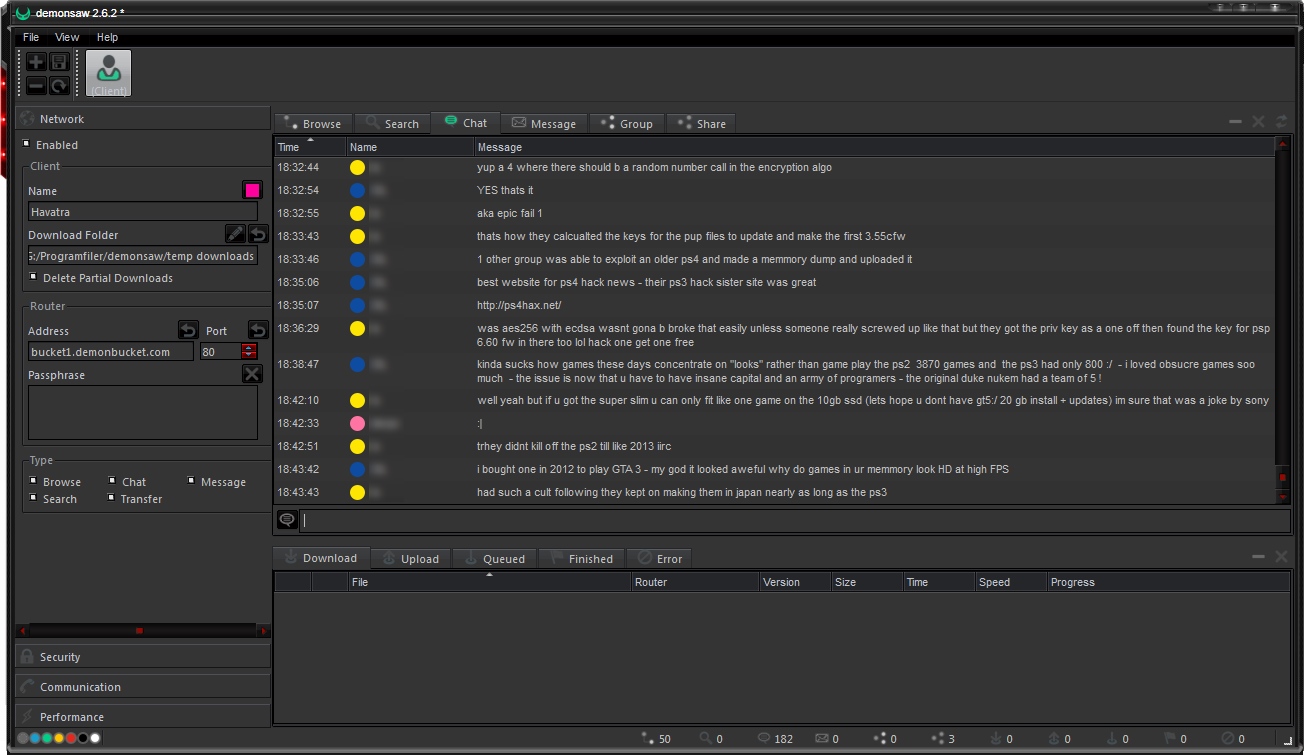 demonsaw 2.6.2 *
File View Help
(Client)
Network
Enabled
Client
Name
Havatra
Download Folder
S:/Programfiler/demonsaw/temp downloads
Delete Partial Downloads
Router
Address Port
bucket1.demonbucket.com 80
Passphrase
Type
Browse Chat Message
Search Transfer
Security
Communication
Performance
Browse Search Chat Message Group Share
Time Name Message
18:32:44 yup a 4 where there should b a random number call in the encryption algo
18:32:54 YES thats it
18:32:55 aka epic fail 1
18:33:43 thats how they calcualted the keys for the pup files to update and make the first 3.55cfw
18:33:46 1 other group was able to exploit an older ps4 and made a memmory dump and uploaded it
18:35:06 best website for ps4 hack news - their ps3 hack sister site was great
18:35:07 http://ps4hax.net/
18:36:29 was aes256 with ecdsa wasnt gona b broke that easily unless someone really screwed up like that but they got the priv key as a one off then found the key for psp
6.60 fw in there too lol hack one get one free
18:38:47 kinda sucks how games these days concentrate on "looks" rather than game play the ps2 3870 games and the ps3 had only 800 :/ - i loved obsucre games soo
much - the issue is now that u have to have insane capital and an army of programers - the original duke nukem had a team of 5 !
18:42:10 well yeah but if u got the super slim u can only fit like one game on the 10gb ssd (lets hope u dont have gt5:/ 20 gb install + updates) im sure that was a joke by sony
18:42:33 :|
18:42:51 trhey didnt kill off the ps2 till like 2013 iirc
18:43:42 i bought one in 2012 to play GTA 3 - my god it looked aweful why do games in ur memmory look HD at high FPS
18:43:43 had such a cult following they kept on making them in japan nearly as long as the ps3
Download Upload Queued Finished Error
File Router Version Size Time Speed Progress
50 0 182 0 0 3 0 0 0 0 0